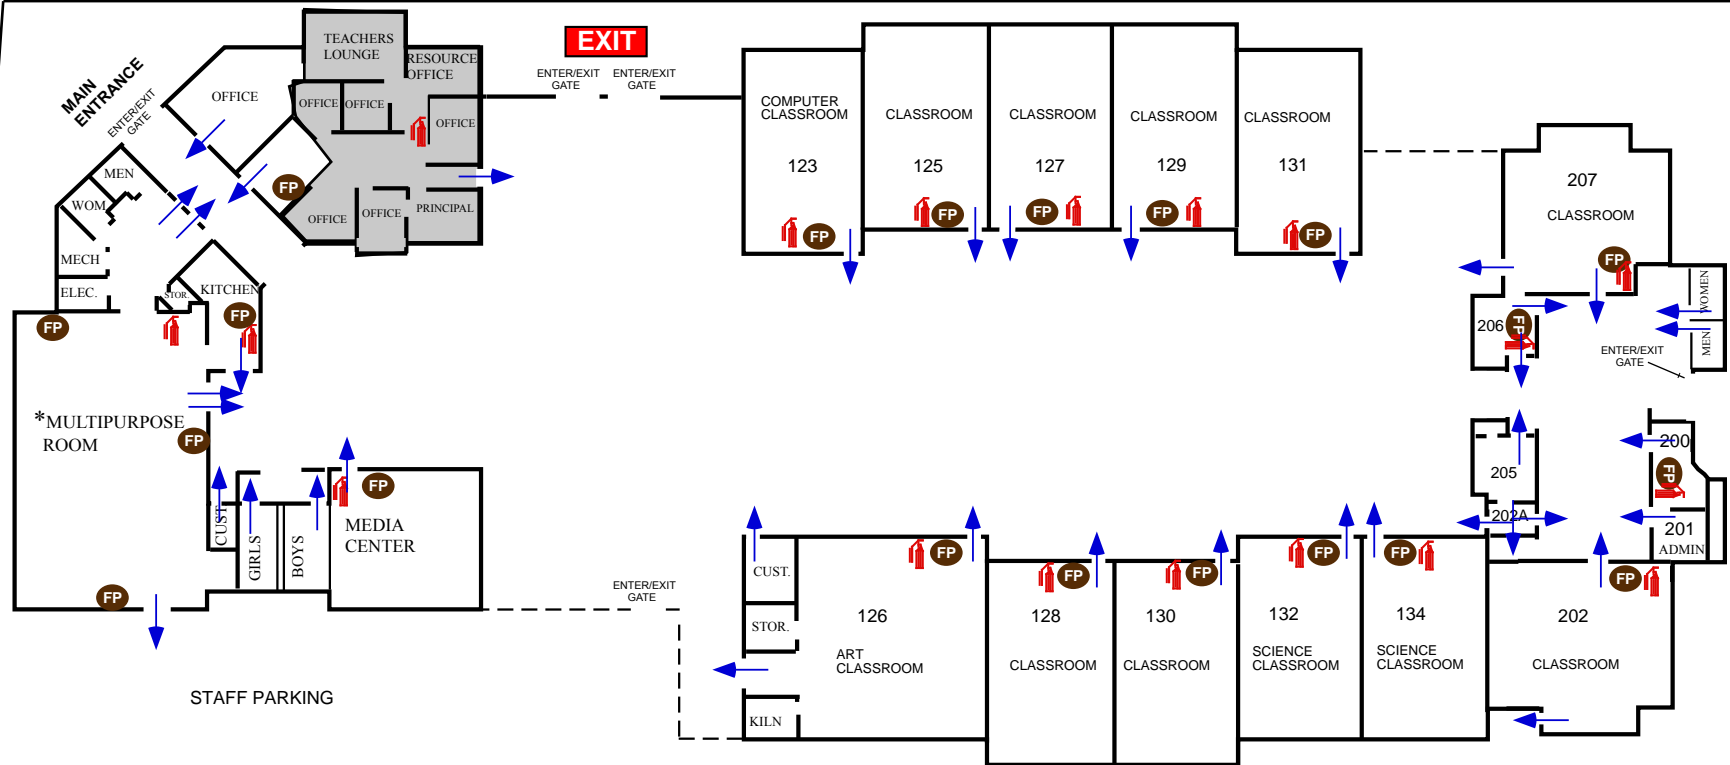 EXIT
ENTER/EXIT
GATE
ENTER/EXIT
GATE
MAIN
ENTRANCE
ENTER/EXIT
GATE
TEACHERS
LOUNGE
RESOURCE
OFFICE
OFFICE
OFFICE
OFFICE
OFFICE
FP
OFFICE
OFFICE
PRINCIPAL
MEN
WOM.
MECH
ELEC.
STOR.
KITCHEN
FP
FP
*MULTIPURPOSE
ROOM
FP
FP
CUST.
GIRLS
BOYS
FP
MEDIA
CENTER
STAFF PARKING
ENTER/EXIT
GATE
COMPUTER
CLASSROOM
123
FP
CLASSROOM
125
FP
CLASSROOM
127
FP
CLASSROOM
129
FP
CLASSROOM
131
FP
207
CLASSROOM
FP
WOMEN
MEN
206
FP
ENTER/EXIT
GATE
205
202A
200
FP
201
ADMIN
CUST.
STOR.
KILN
FP
126
ART
CLASSROOM
FP
128
CLASSROOM
FP
130
CLASSROOM
FP
132
SCIENCE
CLASSROOM
FP
134
SCIENCE
CLASSROOM
FP
202
CLASSROOM